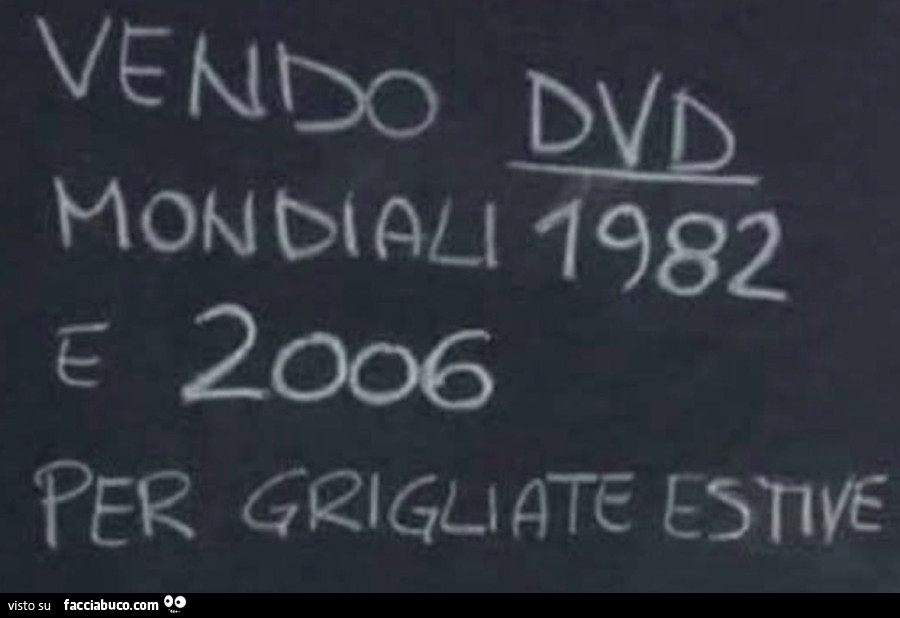 VENDO DVD
MONDIALI 1982
E 2006
PER GRIGLIATE ESTIVE
visto su facciabuco.com